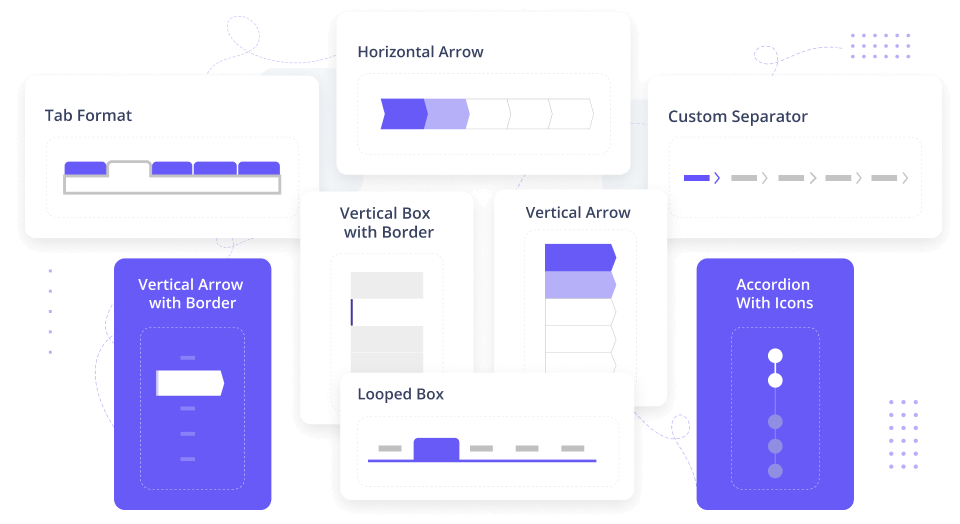 Horizontal Arrow
Tab Format
Custom Separator
Vertical Box
with Border
Vertical Arrow
Vertical Arrow
with Border
Accordion
With Icons
Looped Box